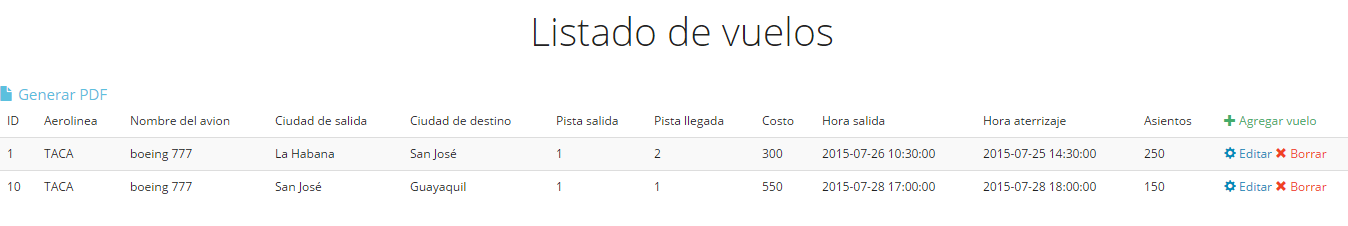 Listado de vuelos
Generar PDF
ID Aerolinea Nombre del avion Ciudad de salida Ciudad de destino Pista salida Pista llegada Costo Hora salida Hora aterrizaje Asientos Agregar vuelo
1 TACA boeing 777 La Habana San José 1 2 300 2015-07-26 10:30:00 2015-07-25 14:30:00 250 Editar Borrar
10 TACA boeing 777 San José Guayaquil 1 1 550 2015-07-28 17:00:00 2015-07-28 18:00:00 150 Editar Borrar